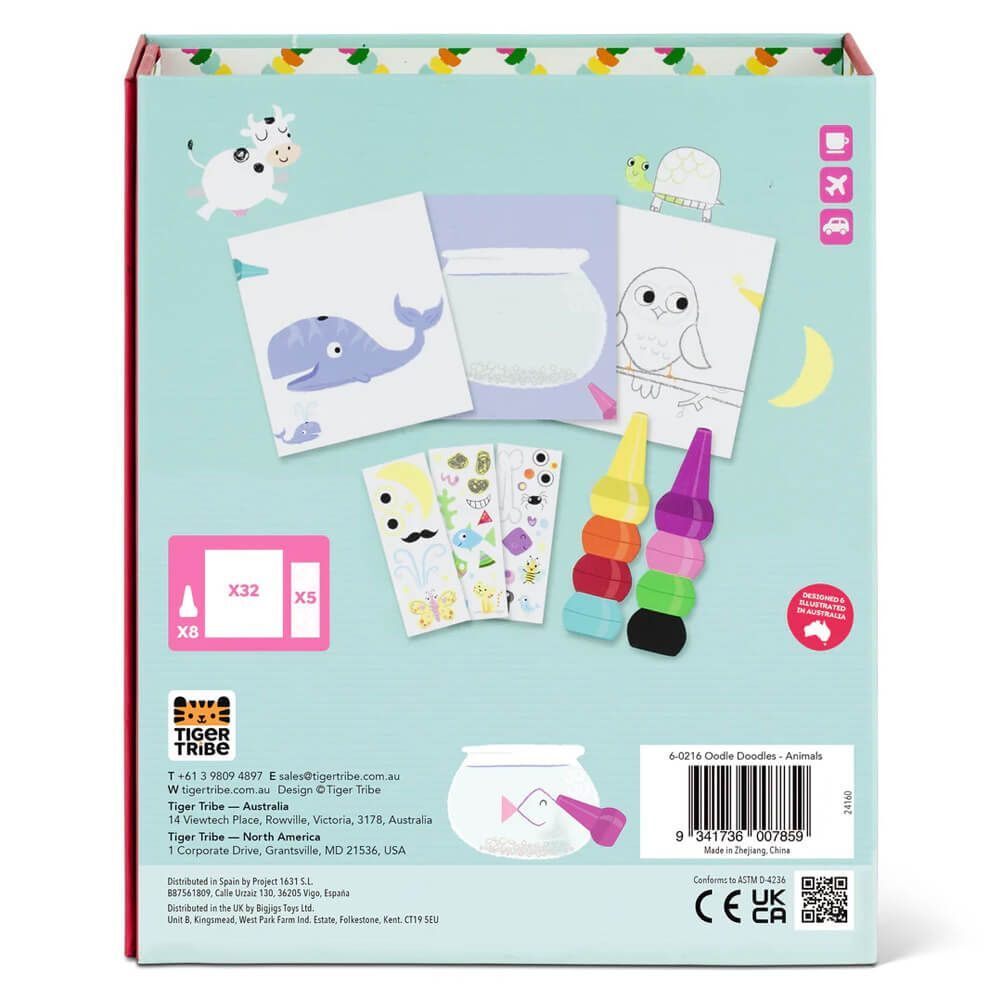 X8
X32
X5
DESIGNED &
ILLUSTRATED
IN AUSTRALIA
TIGER
TRIBE
T +61 3 9809 4897 E sales@tigertribe.com.au
W tigertribe.com.au Design © Tiger Tribe
Tiger Tribe — Australia
14 Viewtech Place, Rowville, Victoria, 3178, Australia
Tiger Tribe — North America
1 Corporate Drive, Grantsville, MD 21536, USA
6-0216 Oodle Doodles - Animals
24160
9 341736 007859
Made in Zhejiang, China
Distributed in Spain by Project 1631 S.L.
B87561809, Calle Urzaiz 130, 36205 Vigo, España
Distributed in the UK by Bigjigs Toys Ltd.
Unit B, Kingsmead, West Park Farm Ind. Estate, Folkestone, Kent. CT19 5EU
Conforms to ASTM D-4236
CE UK
CA